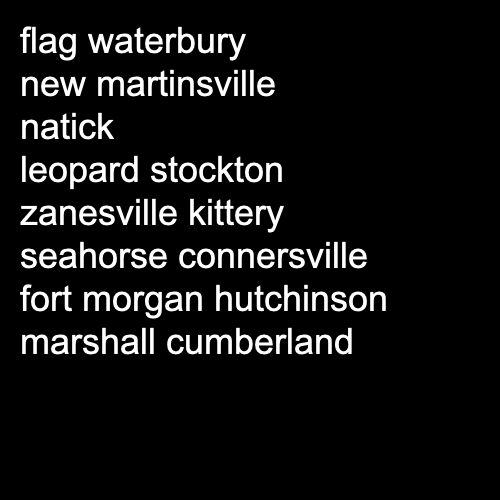 flag waterbury
new martinsville
natick
leopard stockton
zanesville kittery
seahorse connersville
fort morgan hutchinson
marshall cumberland